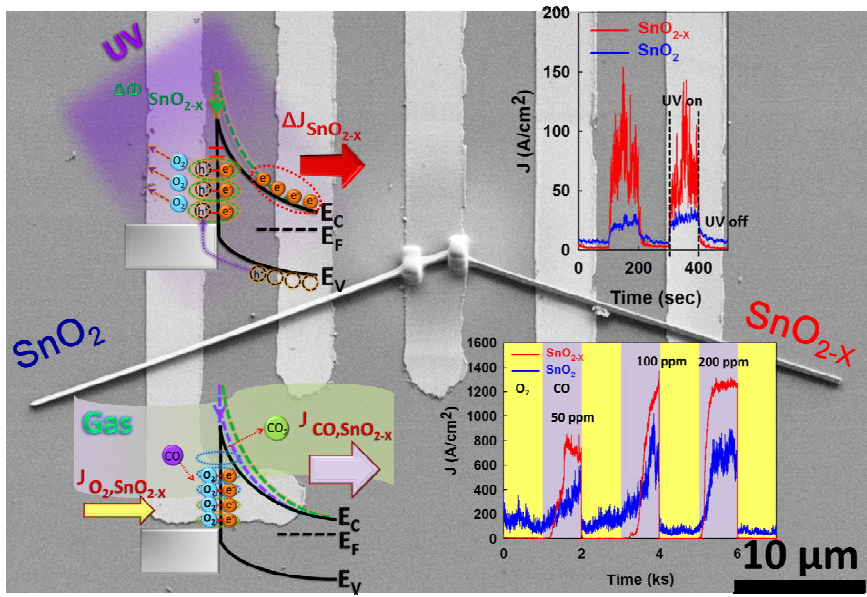 UV
ΔΦ SnO2-X
ΔJ SnO2-X
O2 h+ e-
O2 h+ e-
O2 h+ e-
e- e- e- e-
EC
EF
h+
EV
SnO2
SnO2-X
200
150
100
50
0
J (A/cm2)
SnO2-X
SnO2
UV on
UV off
0 200 400
Time (sec)
Gas
CO
CO2
J CO,SnO2-X
J O2,SnO2-X
O2 e-
O2 e-
O2 e-
O2 e-
EC
EF
EV
1600
1400
1200
1000
800
600
400
200
0
J (A/cm2)
SnO2-X
SnO2
O2 CO
50 ppm
100 ppm
200 ppm
0 2 4 6
Time (ks)
10 µm